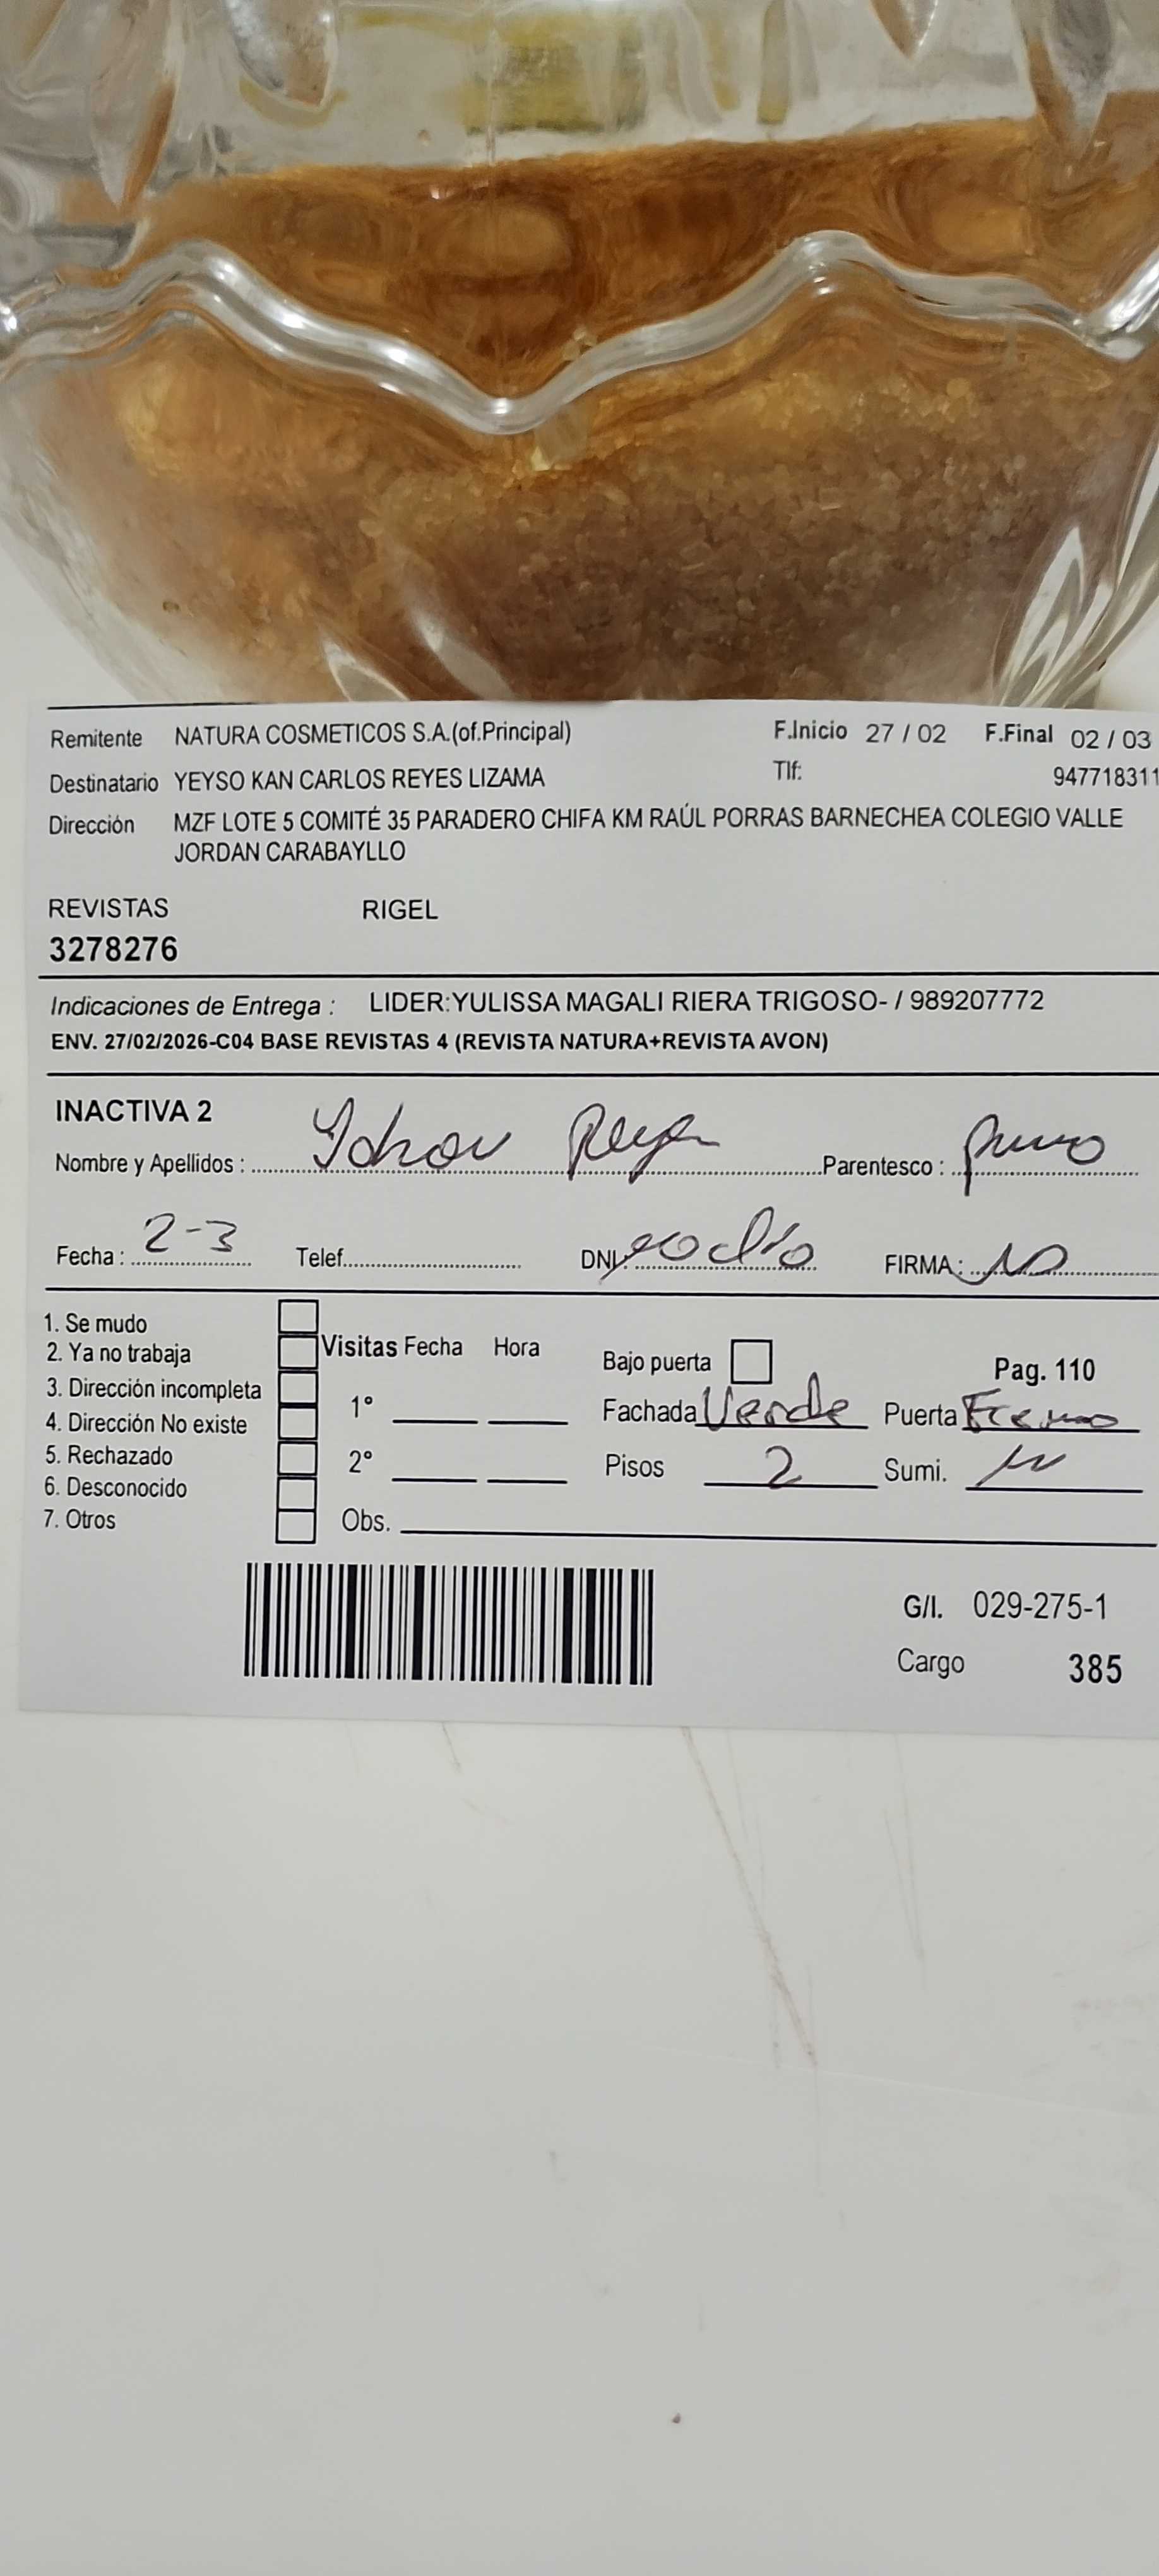 Remitente NATURA COSMETICOS S.A.(of.Principal) F.Inicio 27 / 02 F.Final 02 / 03
Destinatario YEYSO KAN CARLOS REYES LIZAMA Tlf: 947718311
Dirección MZF LOTE 5 COMITÉ 35 PARADERO CHIFA KM RAÚL PORRAS BARNECHEA COLEGIO VALLE
JORDAN CARABAYLLO
REVISTAS RIGEL
3278276
Indicaciones de Entrega : LIDER:YULISSA MAGALI RIERA TRIGOSO- / 989207772
ENV. 27/02/2026-C04 BASE REVISTAS 4 (REVISTA NATURA+REVISTA AVON)
INACTIVA 2
Nombre y Apellidos : Parentesco :
Fecha : 2-3 Telef. DNI. FIRMA :
1. Se mudo
2. Ya no trabaja
3. Dirección incompleta
4. Dirección No existe
5. Rechazado
6. Desconocido
7. Otros
Visitas Fecha Hora
1°
2°
Obs.
Bajo puerta Pag. 110
Fachada Verde Puerta
Pisos 2 Sumi.
G/I. 029-275-1
Cargo 385